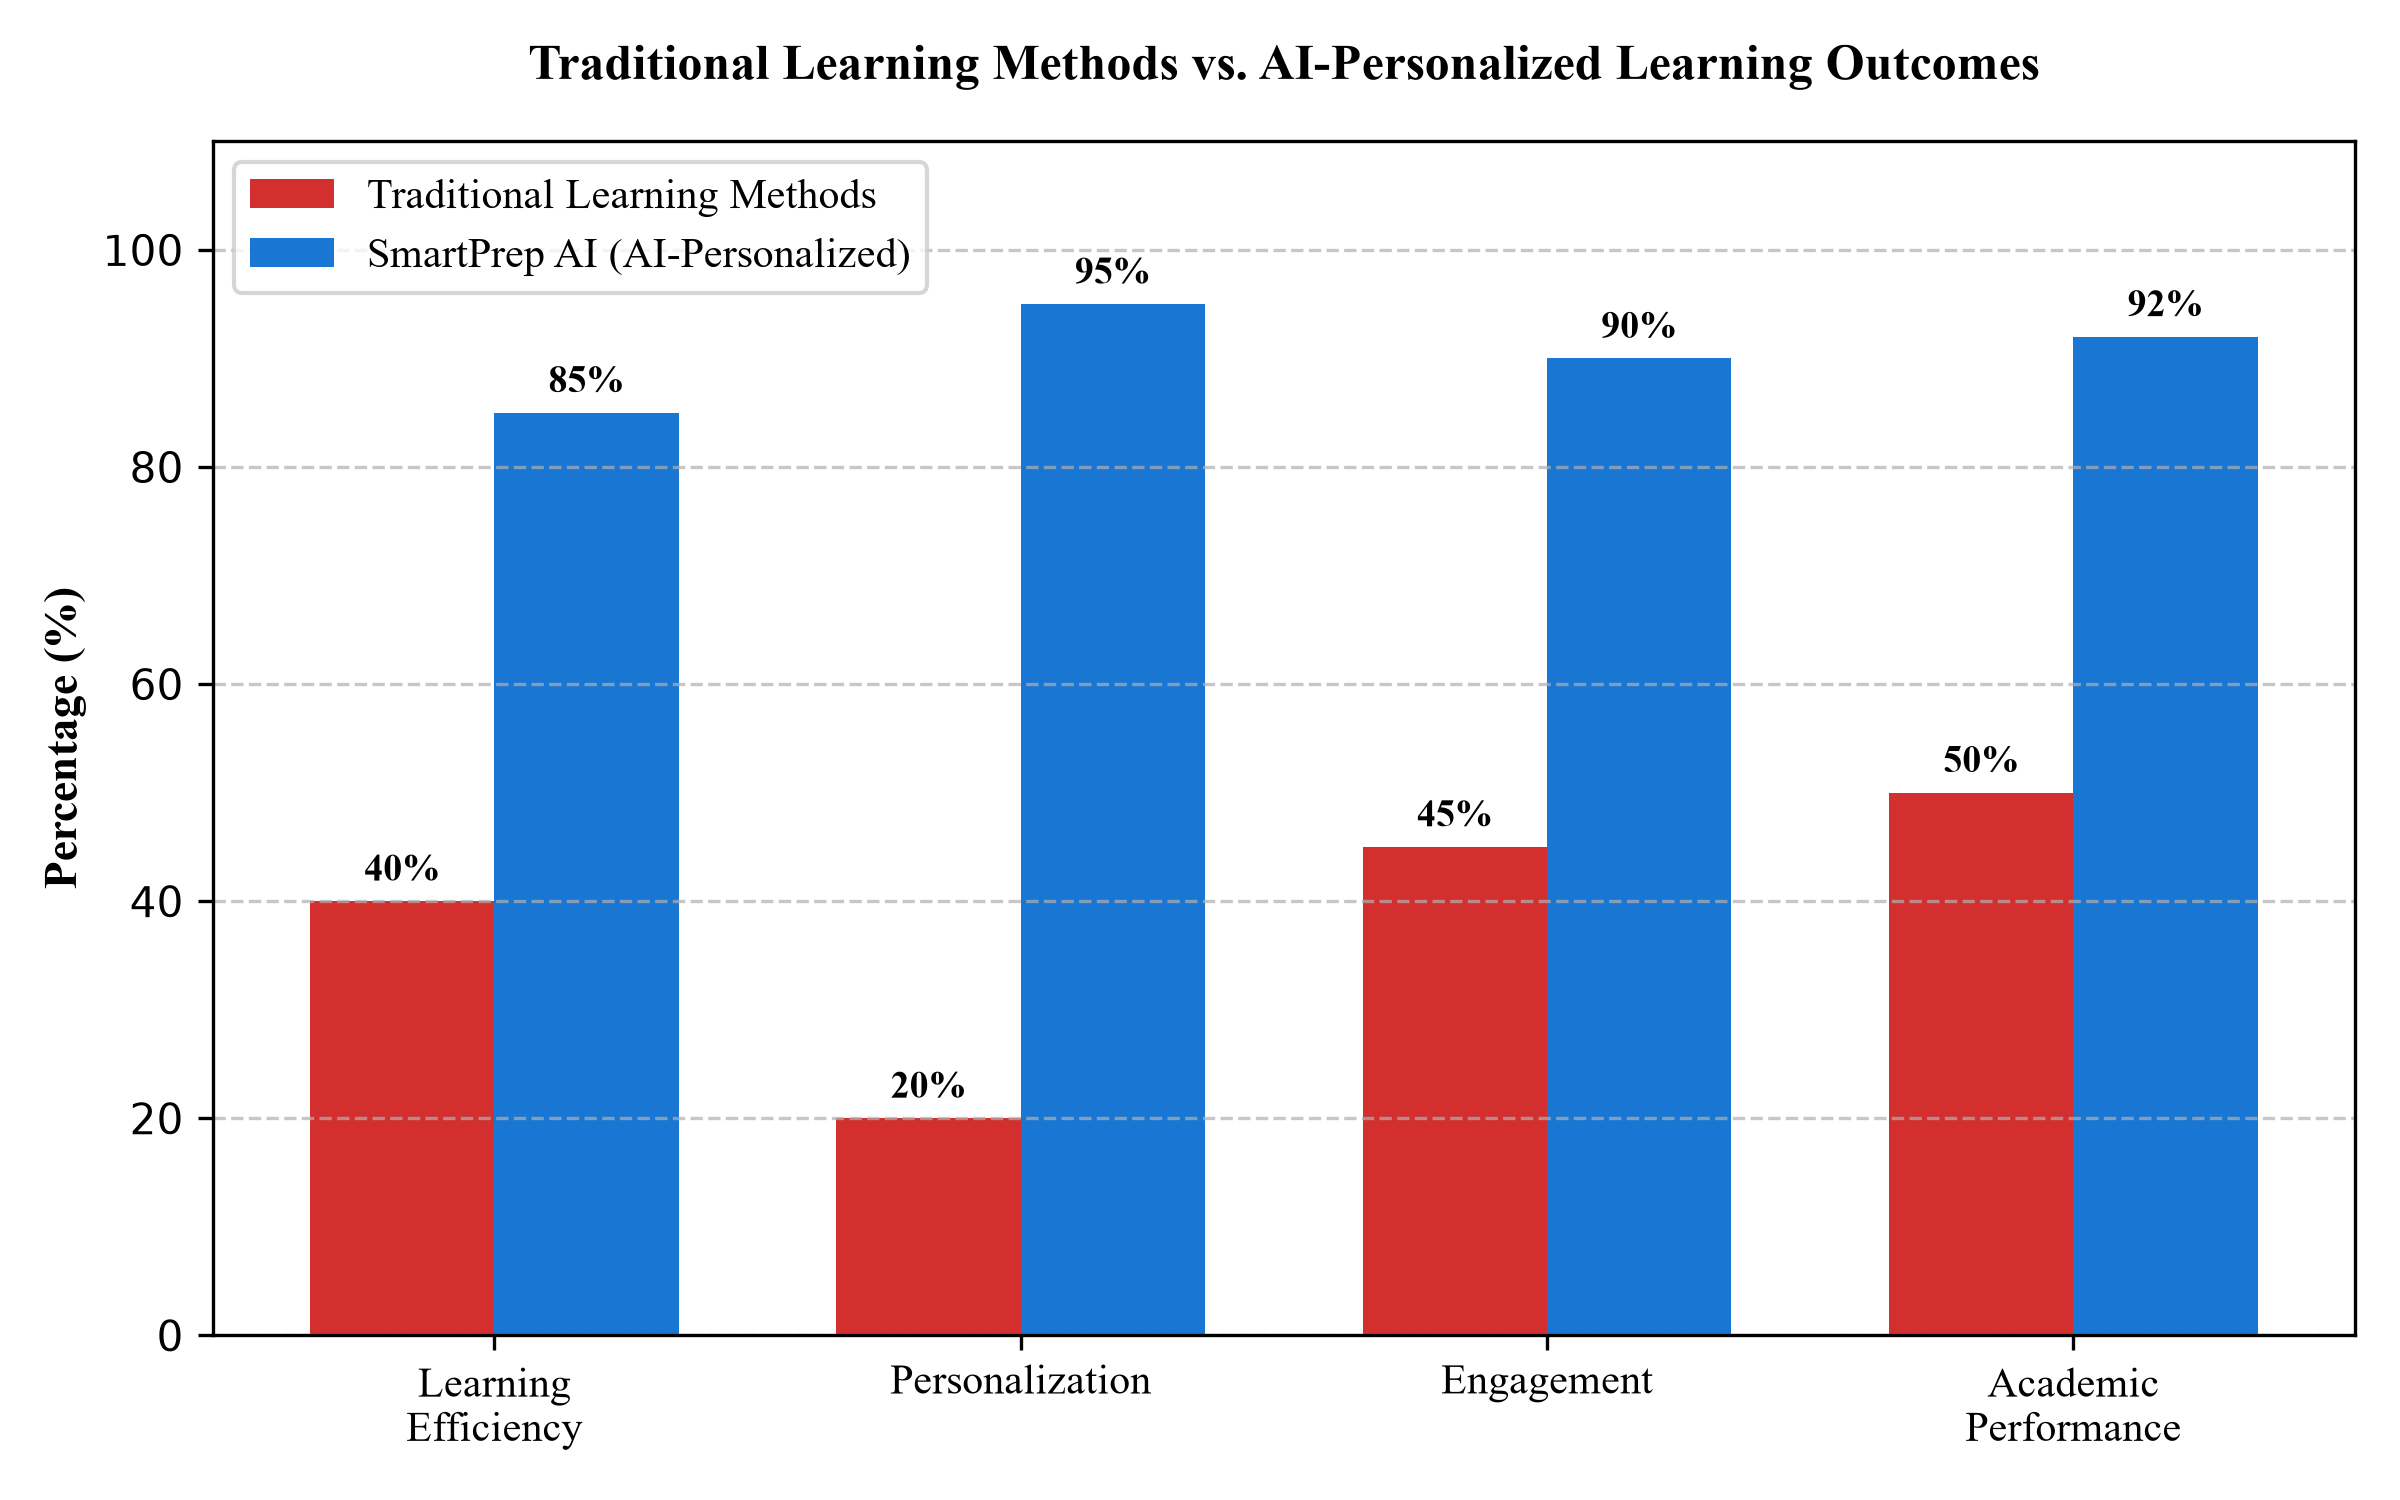 Traditional Learning Methods vs. AI-Personalized Learning Outcomes
Traditional Learning Methods
SmartPrep AI (AI-Personalized)
Percentage (%)
100
80
60
40
20
0
40%
85%
20%
95%
45%
90%
50%
92%
Learning
Efficiency
Personalization
Engagement
Academic
Performance